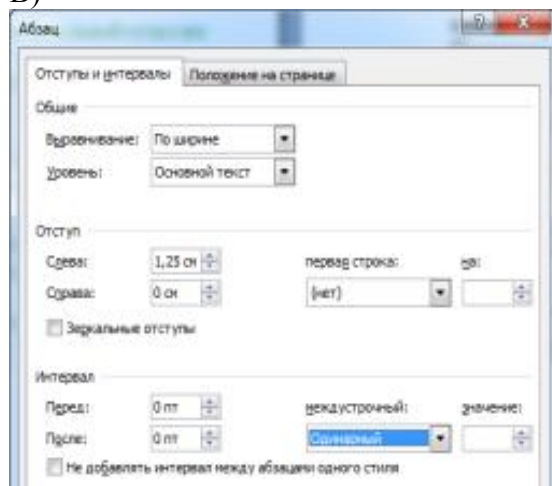 В)
Абзац
Отступы и интервалы Положение на странице
Общие
Выравнивание: По ширине
Уровень: Основной текст
Отступ
Слева: 1,25 см первая строка: на:
Справа: 0 см (нет)
Зеркальные отступы
Интервал
Перед: 0 пт междустрочный: значение:
После: 0 пт Одинарный
Не добавлять интервал между абзацами одного стиля